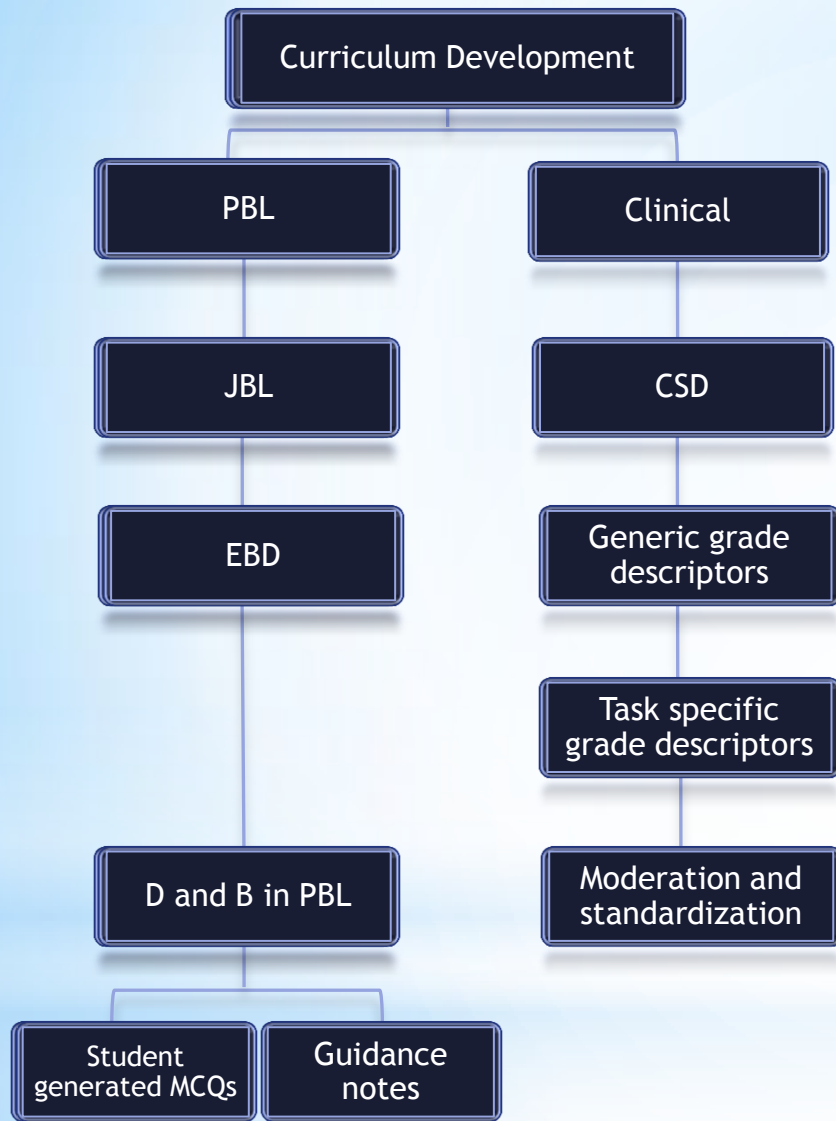 Curriculum Development
PBL
Clinical
JBL
CSD
EBD
Generic grade
descriptors
Task specific
grade descriptors
D and B in PBL
Moderation and
standardization
Student
generated MCQs
Guidance
notes